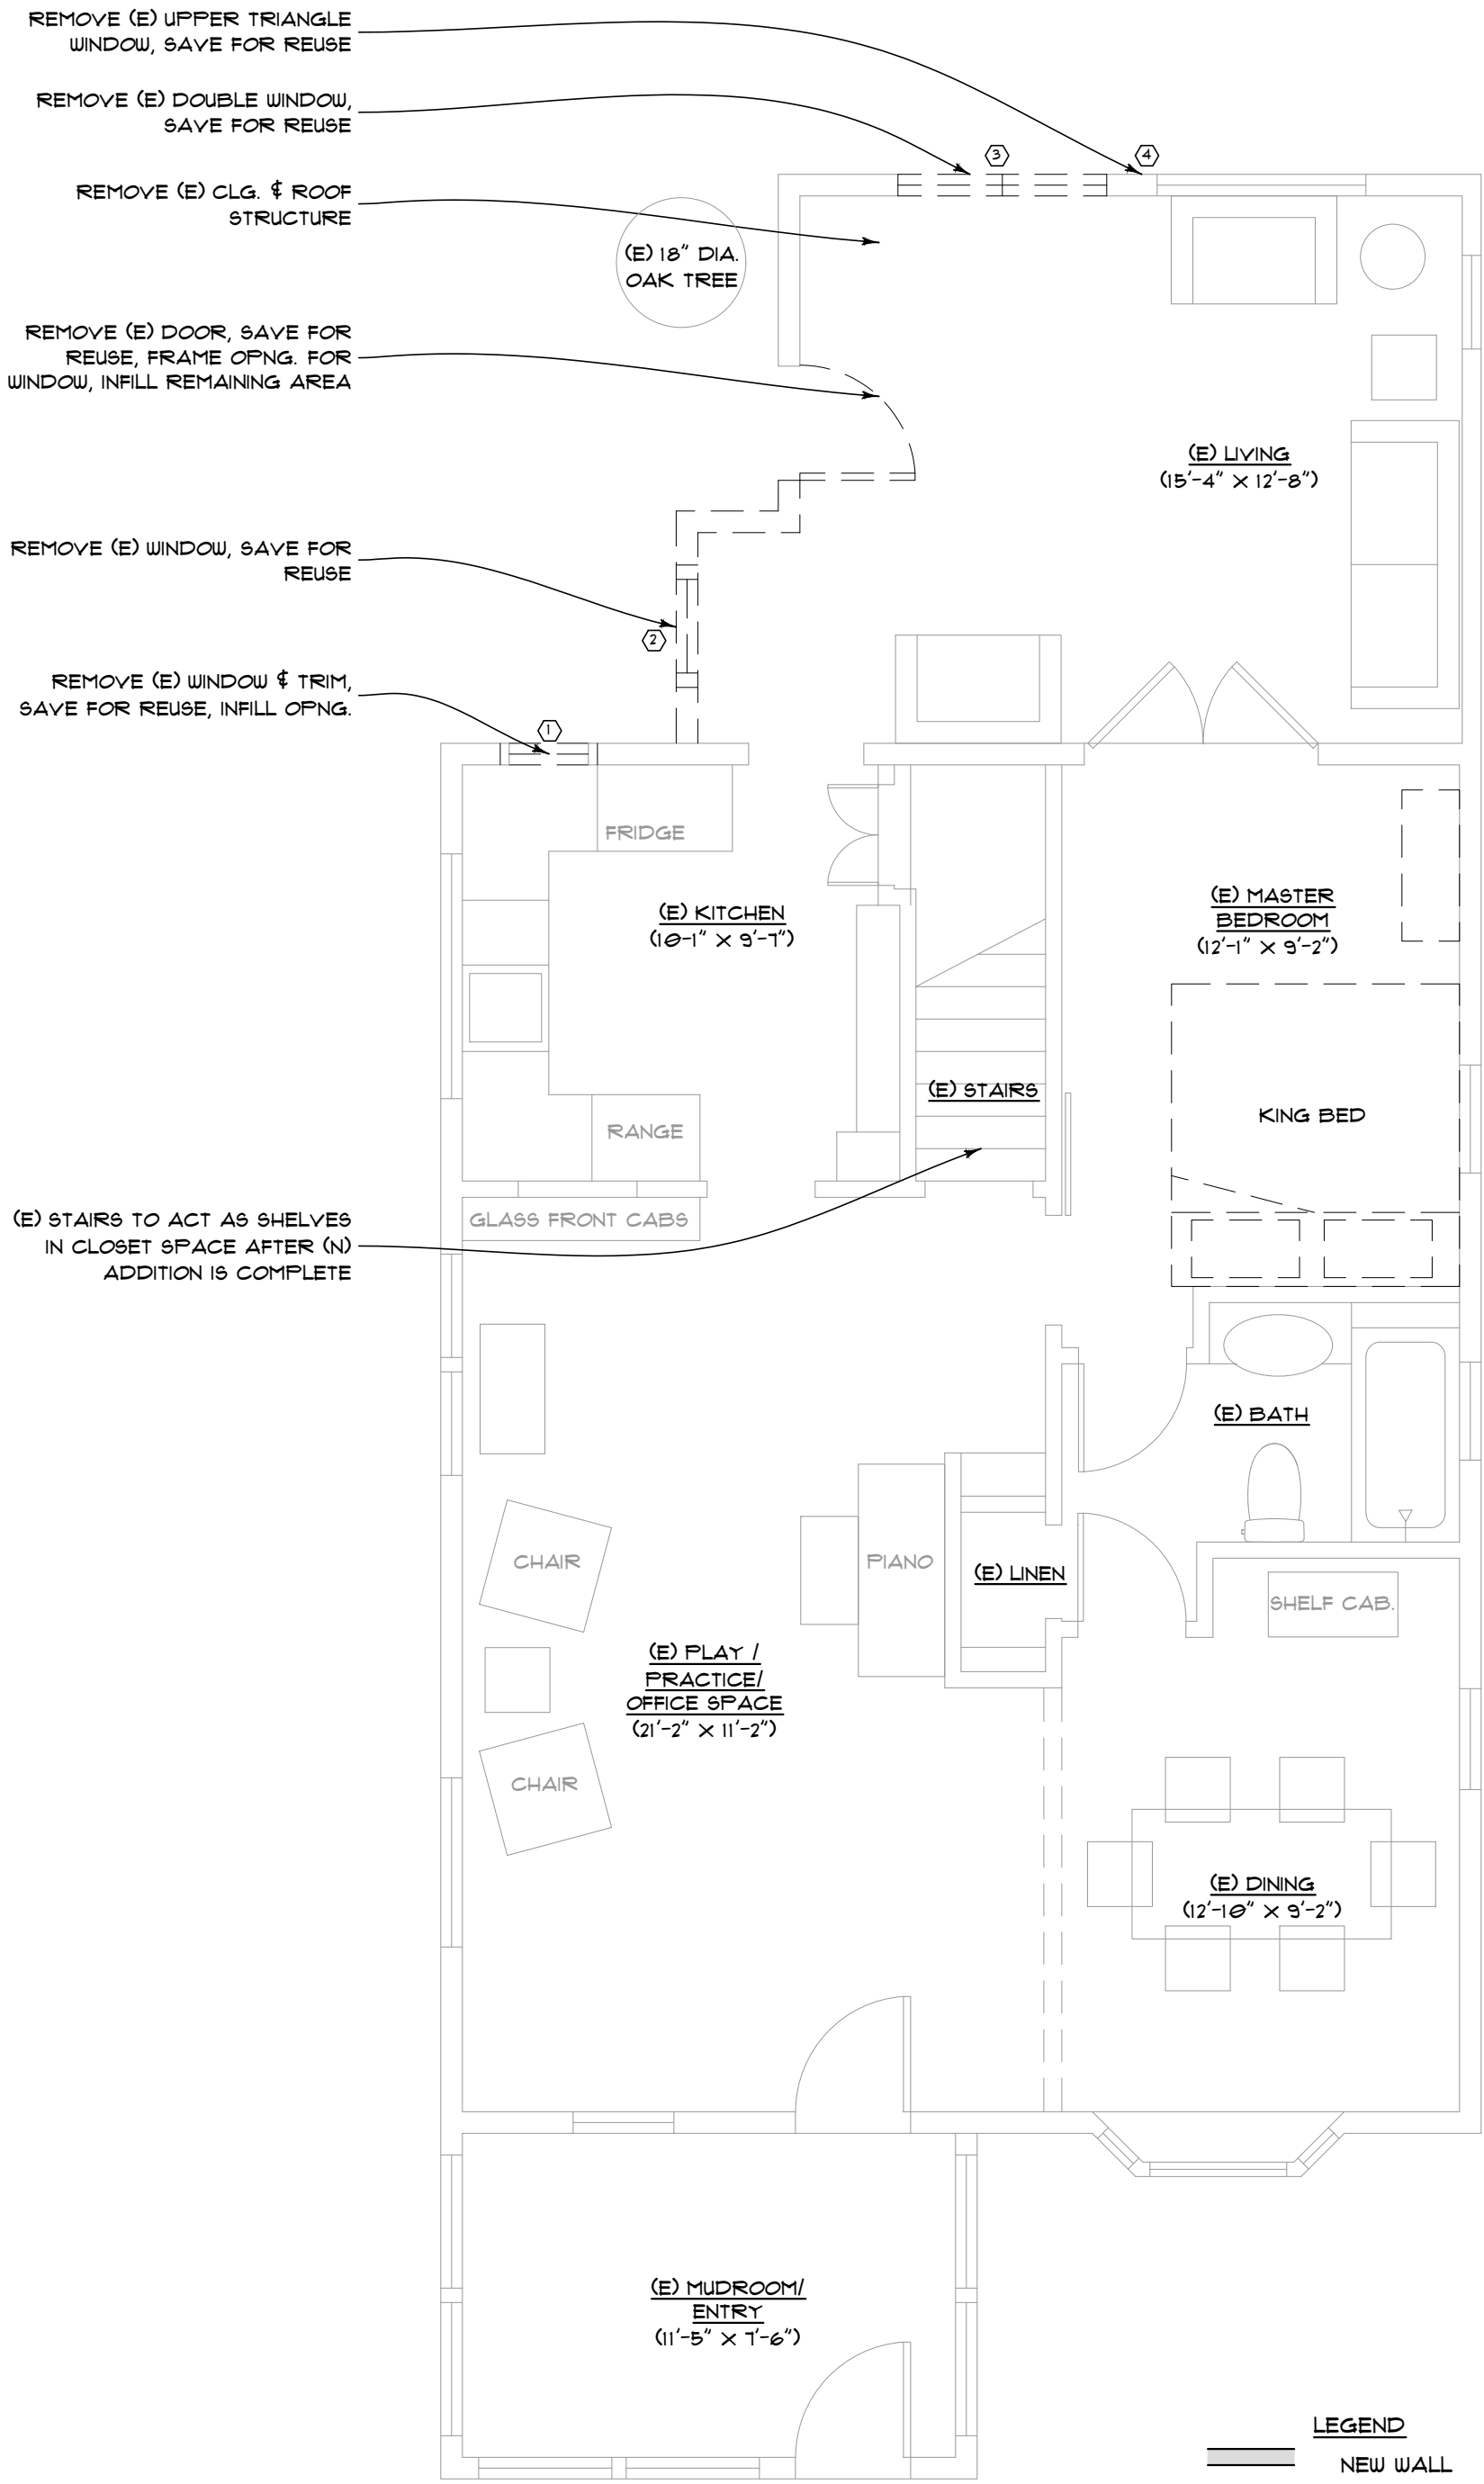 REMOVE (E) UPPER TRIANGLE
WINDOW, SAVE FOR REUSE
REMOVE (E) DOUBLE WINDOW,
SAVE FOR REUSE
3
4
REMOVE (E) CLG. & ROOF
STRUCTURE
(E) 18" DIA.
OAK TREE
REMOVE (E) DOOR, SAVE FOR
REUSE, FRAME OPNG. FOR
WINDOW, INFILL REMAINING AREA
(E) LIVING
(15'-4" X 12'-8")
REMOVE (E) WINDOW, SAVE FOR
REUSE
2
REMOVE (E) WINDOW & TRIM,
SAVE FOR REUSE, INFILL OPNG.
1
FRIDGE
(E) KITCHEN
(10-1" X 9'-7")
(E) MASTER
BEDROOM
(12'-1" X 9'-2")
(E) STAIRS
KING BED
RANGE
GLASS FRONT CABS
(E) STAIRS TO ACT AS SHELVES
IN CLOSET SPACE AFTER (N)
ADDITION IS COMPLETE
(E) BATH
CHAIR
PIANO
(E) LINEN
SHELF CAB.
(E) PLAY /
PRACTICE/
OFFICE SPACE
(21'-2" X 11'-2")
CHAIR
(E) DINING
(12'-10" X 9'-2")
(E) MUDROOM/
ENTRY
(11'-5" X 7'-6")
LEGEND
NEW WALL